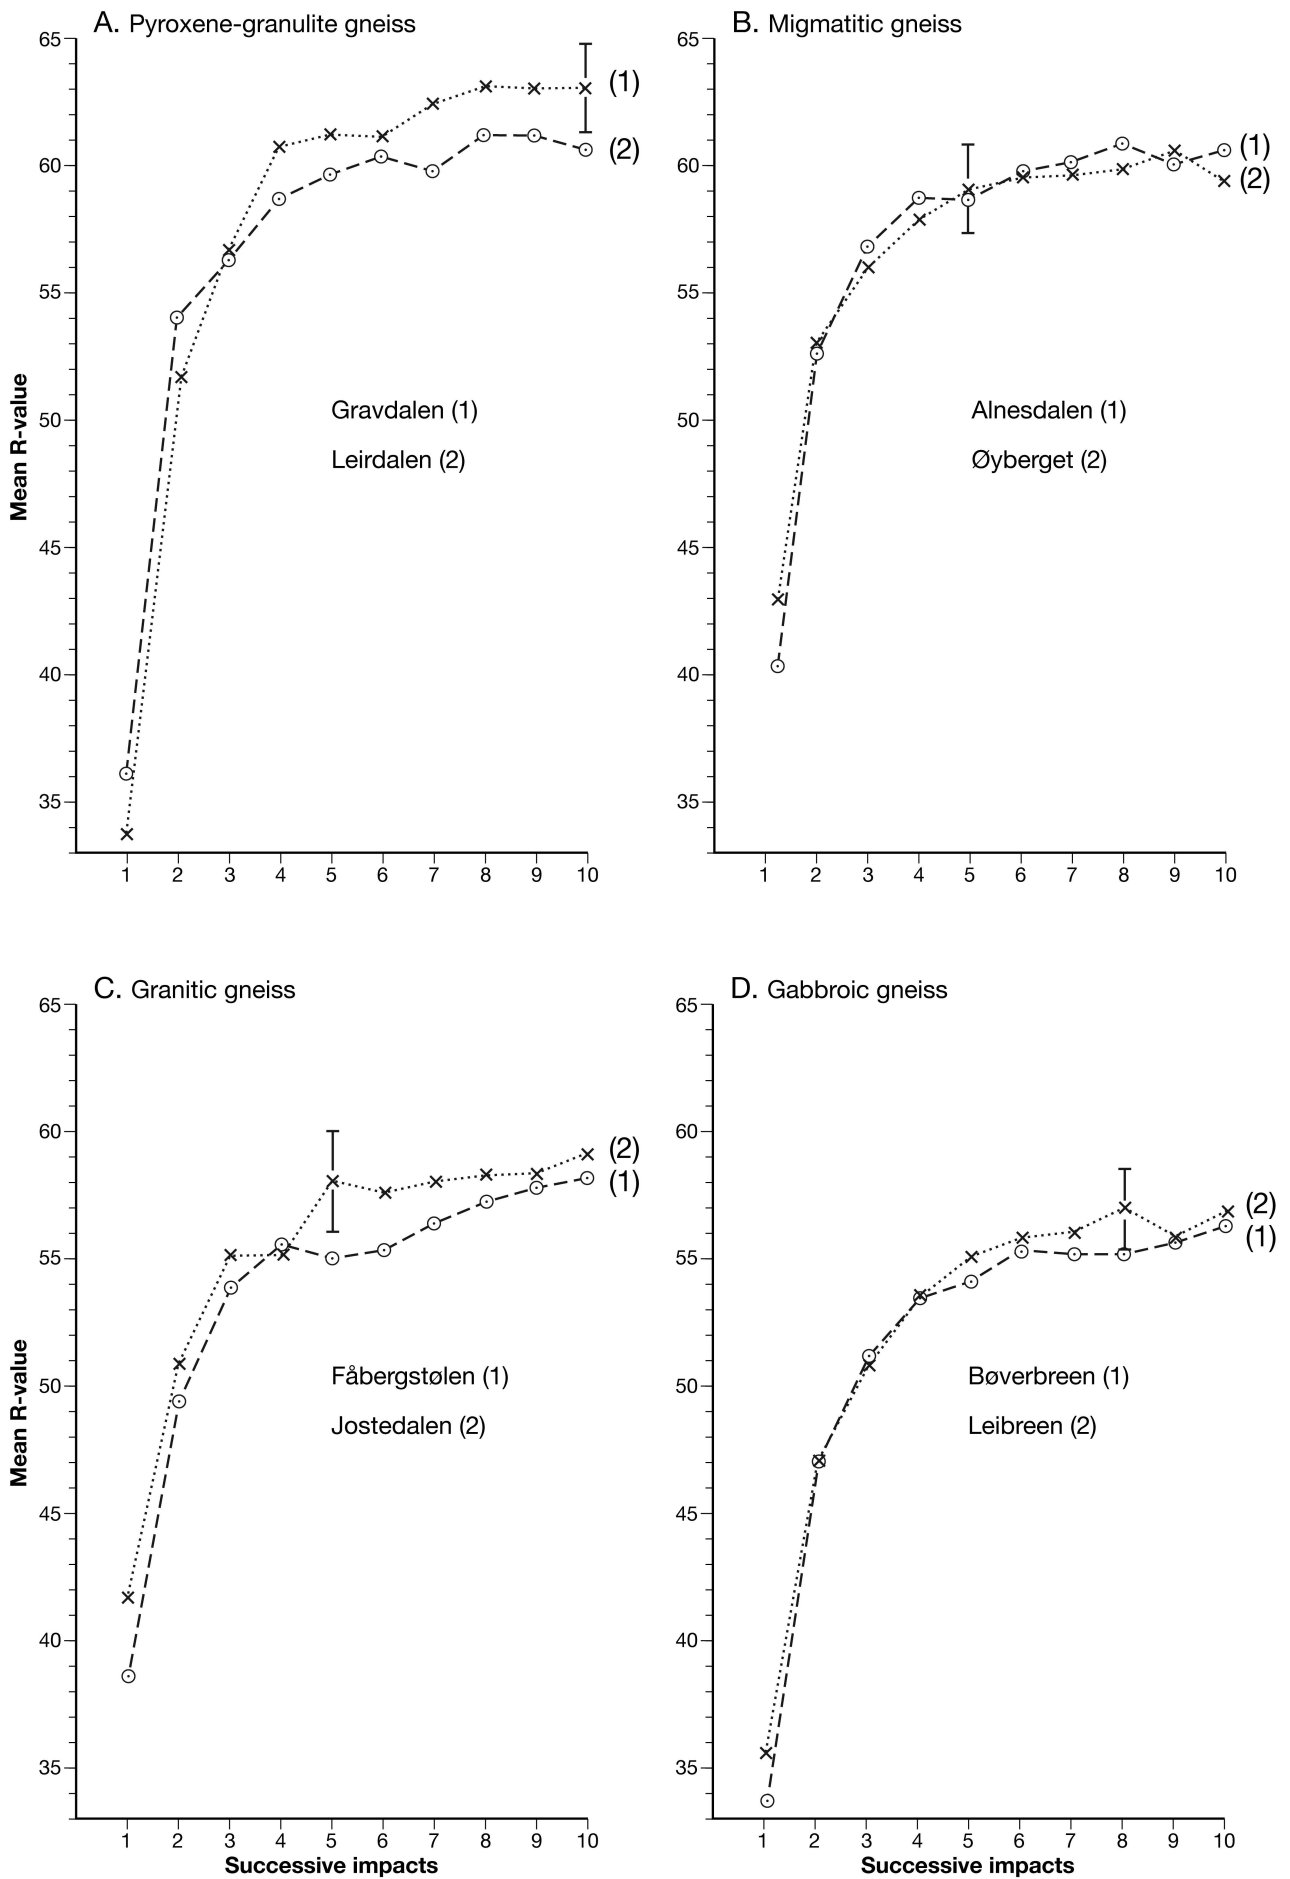 A. Pyroxene-granulite gneiss
65
60
55
50
45
40
35
Mean R-value
(1)
(2)
Gravdalen (1)
Leirdalen (2)
1 2 3 4 5 6 7 8 9 10
B. Migmatitic gneiss
65
60
55
50
45
40
35
(1)
(2)
Alnesdalen (1)
Øyberget (2)
1 2 3 4 5 6 7 8 9 10
C. Granitic gneiss
65
60
55
50
45
40
35
Mean R-value
(2)
(1)
Fåbergstølen (1)
Jostedalen (2)
1 2 3 4 5 6 7 8 9 10
Successive impacts
D. Gabbroic gneiss
65
60
55
50
45
40
35
(2)
(1)
Bøverbreen (1)
Leibreen (2)
1 2 3 4 5 6 7 8 9 10
Successive impacts